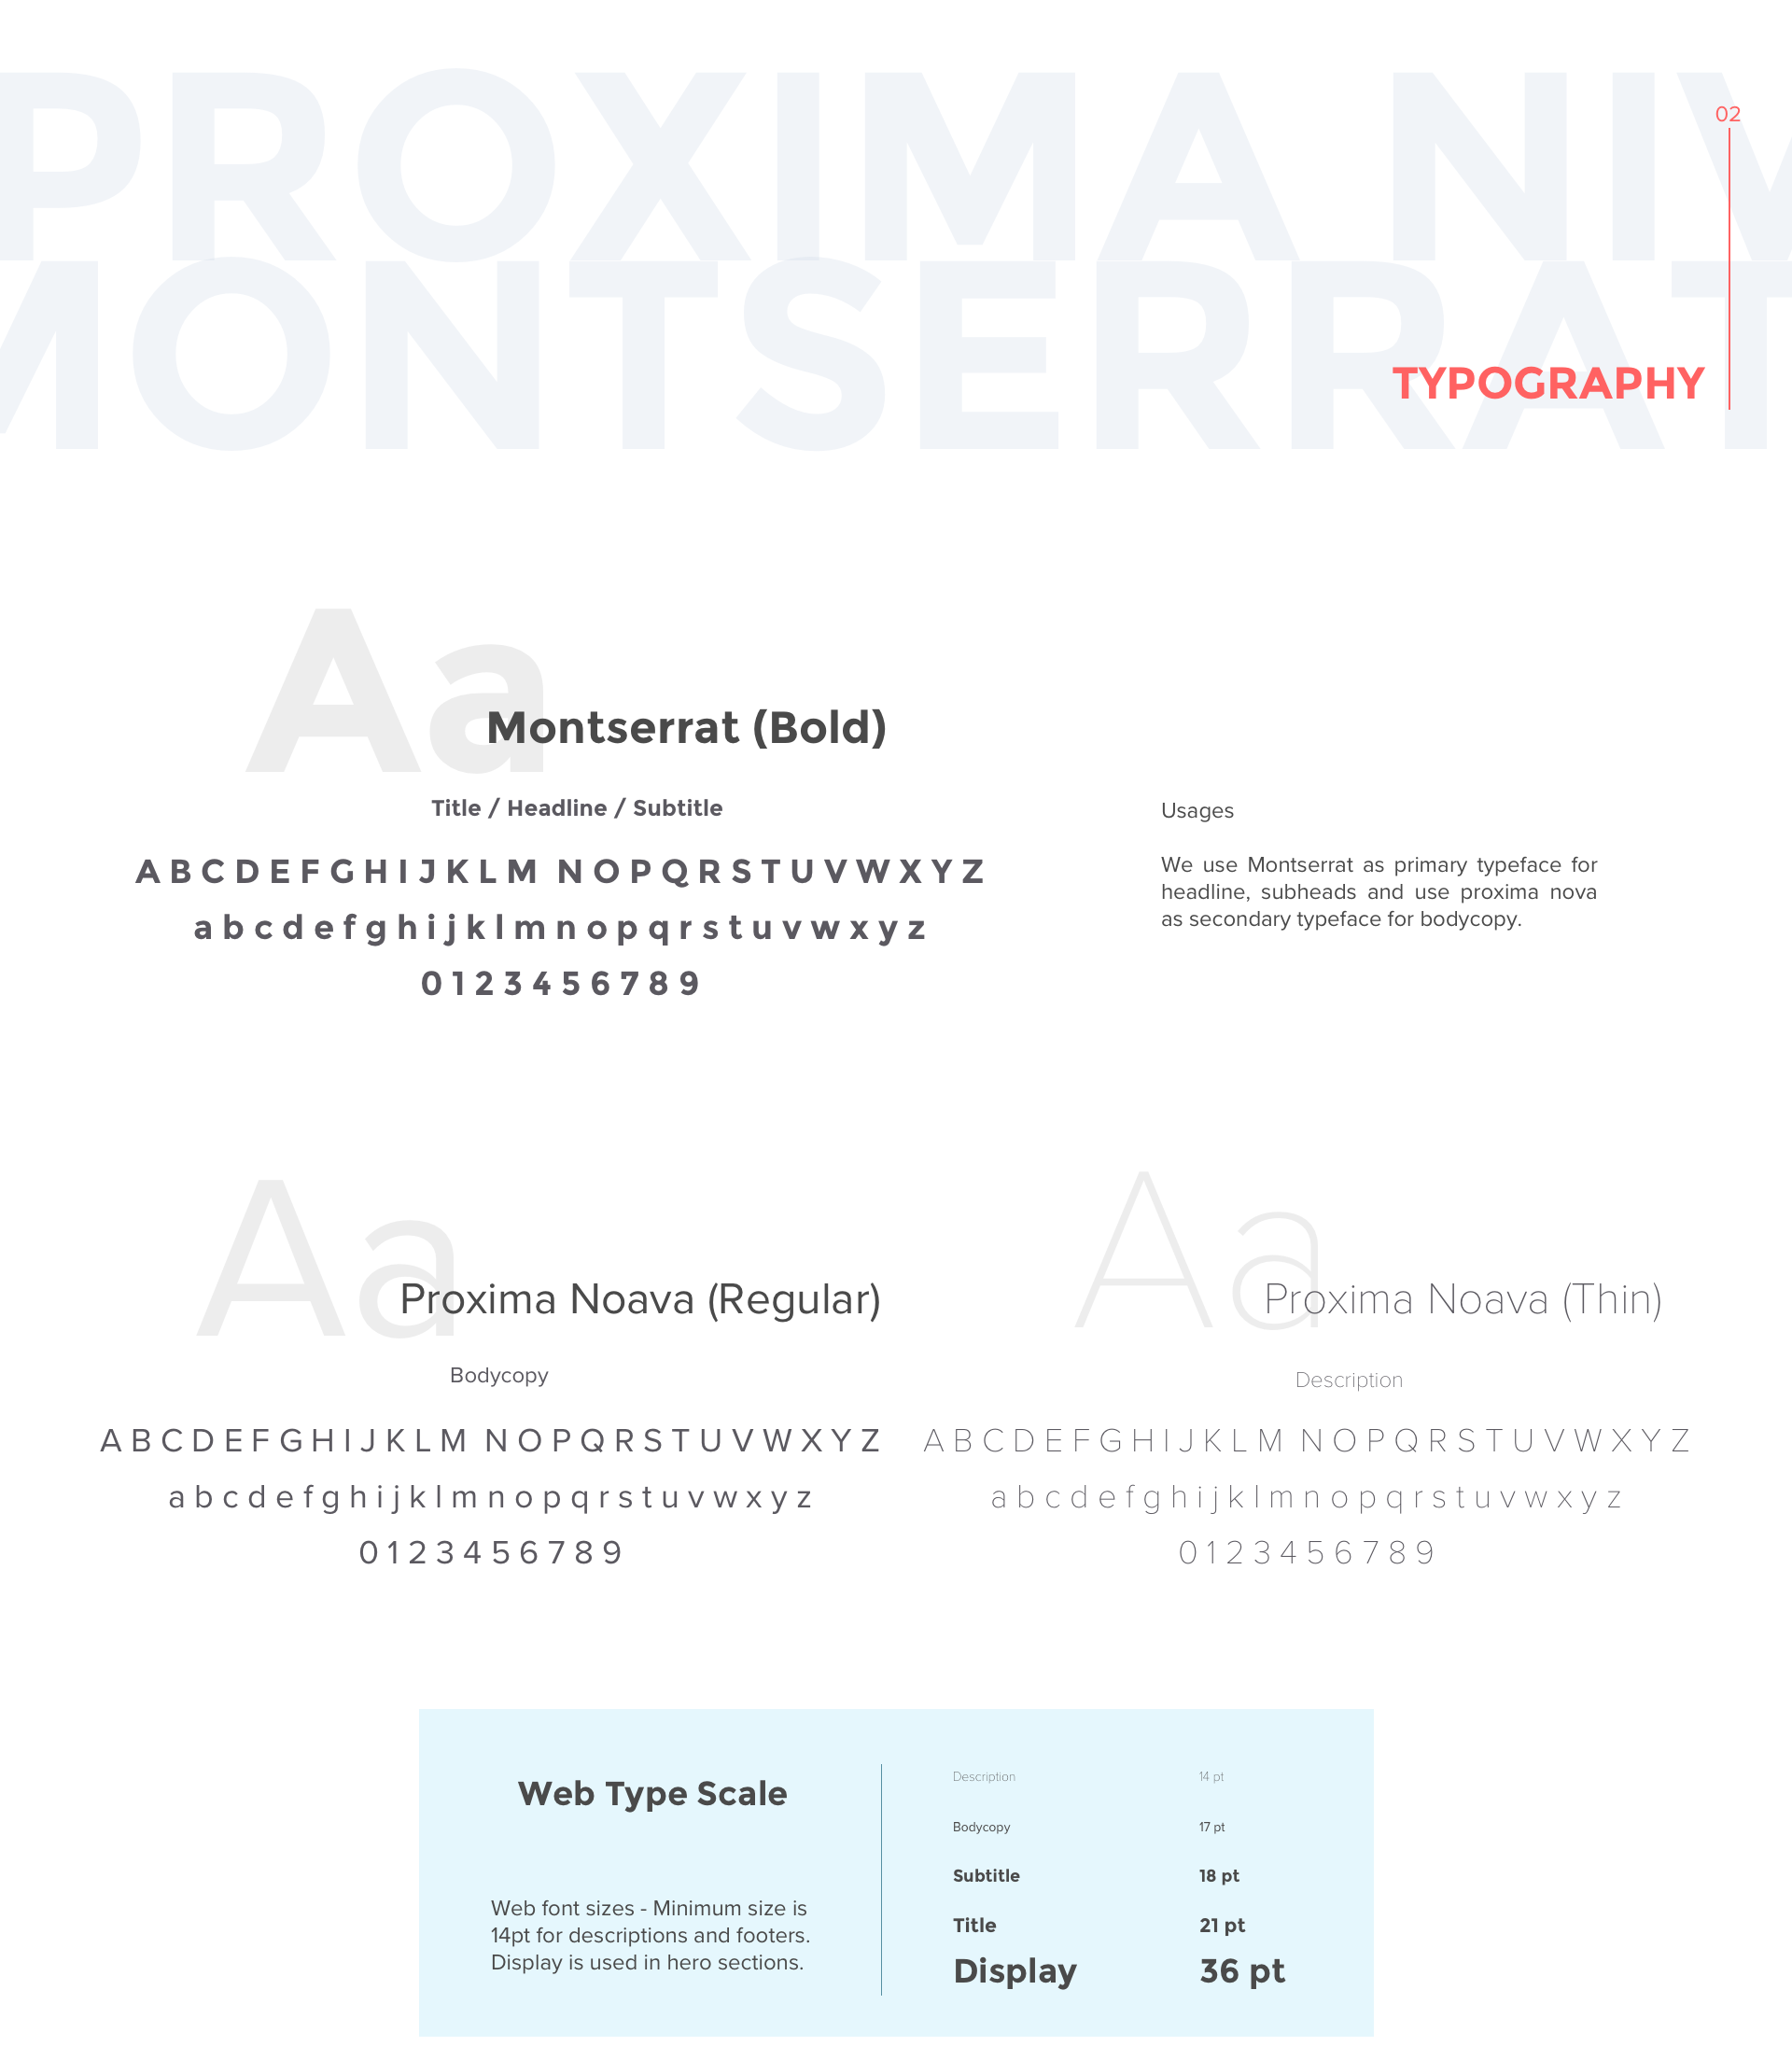 PROXIMA NIV
02
MONTSERRAT
TYPOGRAPHY
Aa
Montserrat (Bold)
Title / Headline / Subtitle
A B C D E F G H I J K L M N O P Q R S T U V W X Y Z
a b c d e f g h i j k l m n o p q r s t u v w x y z
0 1 2 3 4 5 6 7 8 9
Usages
We use Montserrat as primary typeface for
headline, subheads and use proxima nova
as secondary typeface for bodycopy.
Aa
Proxima Noava (Regular)
Bodycopy
A B C D E F G H I J K L M N O P Q R S T U V W X Y Z
a b c d e f g h i j k l m n o p q r s t u v w x y z
0 1 2 3 4 5 6 7 8 9
Aa
Proxima Noava (Thin)
Description
A B C D E F G H I J K L M N O P Q R S T U V W X Y Z
a b c d e f g h i j k l m n o p q r s t u v w x y z
0 1 2 3 4 5 6 7 8 9
Web Type Scale
Web font sizes - Minimum size is
14pt for descriptions and footers.
Display is used in hero sections.
Description 14 pt
Bodycopy 17 pt
Subtitle 18 pt
Title 21 pt
Display 36 pt